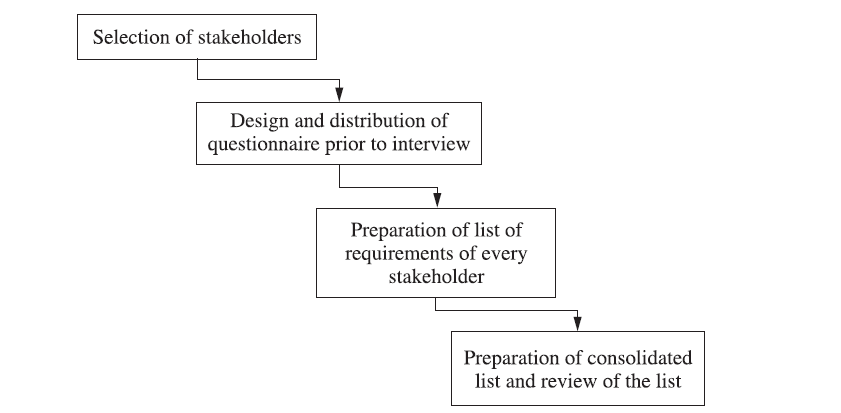 Selection of stakeholders
Design and distribution of
questionnaire prior to interview
Preparation of list of
requirements of every
stakeholder
Preparation of consolidated
list and review of the list